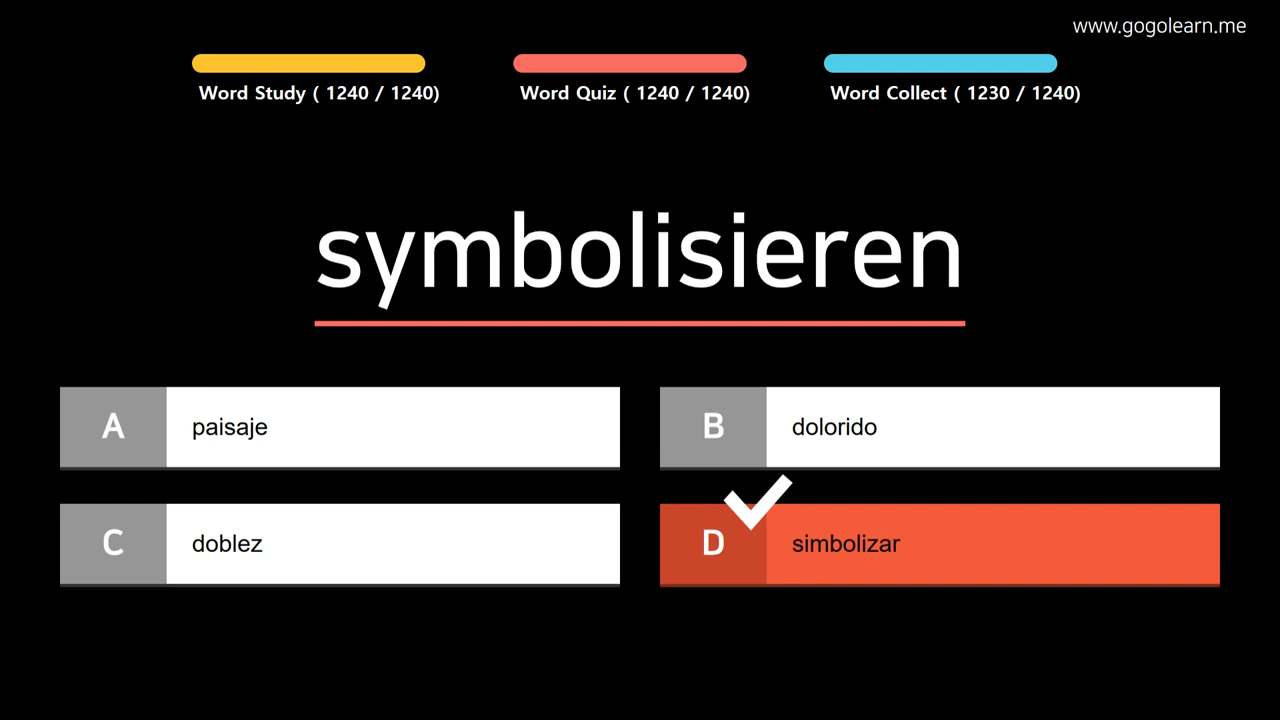 www.gogolearn.me
Word Study ( 1240 / 1240)
Word Quiz ( 1240 / 1240)
Word Collect ( 1230 / 1240)
symbolisieren
A
paisaje
B
dolorido
C
doblez
D
simbolizar